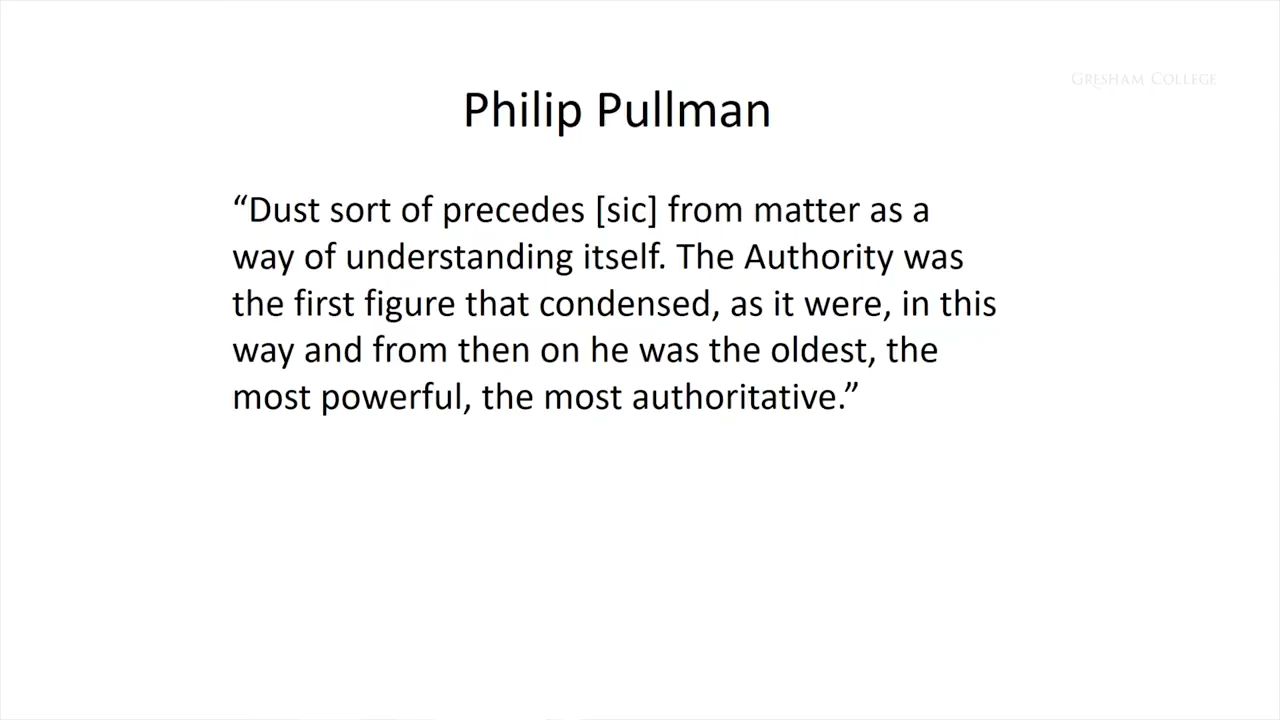 GRESHAM COLLEGE
Philip Pullman
“Dust sort of precedes [sic] from matter as a
way of understanding itself. The Authority was
the first figure that condensed, as it were, in this
way and from then on he was the oldest, the
most powerful, the most authoritative.”